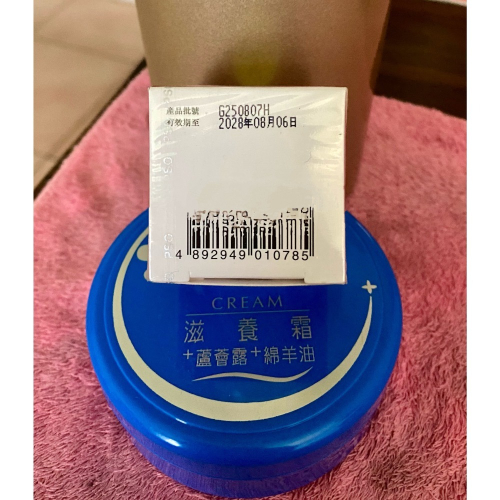 產品批號 G250807H
有效期至 2028年08月06日
4 892949 010785
CREAM
滋養霜
+蘆薈露+綿羊油